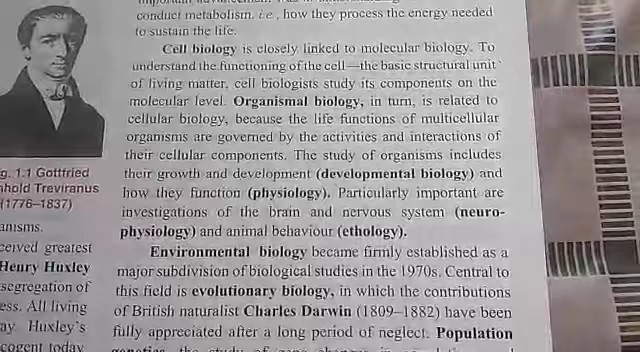 conduct metabolism, i.e., how they process the energy needed
to sustain the life.
Cell biology is closely linked to molecular biology. To
understand the functioning of the cell—the basic structural unit
of living matter, cell biologists study its components on the
molecular level. Organismal biology, in turn, is related to
cellular biology, because the life functions of multicellular
organisms are governed by the activities and interactions of
their cellular components. The study of organisms includes
their growth and development (developmental biology) and
how they function (physiology). Particularly important are
investigations of the brain and nervous system (neuro-
physiology) and animal behaviour (ethology).
Environmental biology became firmly established as a
major subdivision of biological studies in the 1970s. Central to
this field is evolutionary biology, in which the contributions
of British naturalist Charles Darwin (1809–1882) have been
fully appreciated after a long period of neglect. Population
g. 1.1 Gottfried
nhold Treviranus
(1776–1837)
anisms.
ceived greatest
Henry Huxley
segregation of
ess. All living
ay Huxley's
cogent today